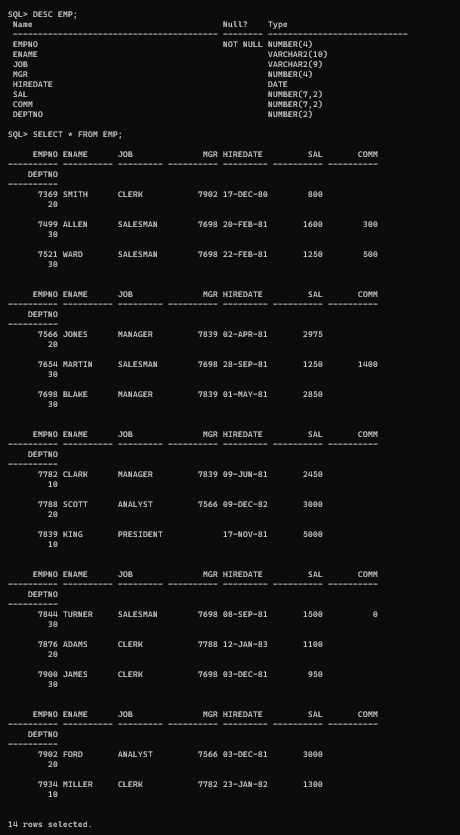 SQL> DESC EMP;
 Name                                      Null?    Type
 ----------------------------------------- -------- ----------------------------
 EMPNO                                     NOT NULL NUMBER(4)
 ENAME                                              VARCHAR2(10)
 JOB                                                VARCHAR2(9)
 MGR                                                NUMBER(4)
 HIREDATE                                           DATE
 SAL                                                NUMBER(7,2)
 COMM                                               NUMBER(7,2)
 DEPTNO                                             NUMBER(2)

SQL> SELECT * FROM EMP;

     EMPNO ENAME      JOB              MGR HIREDATE         SAL       COMM
---------- ---------- --------- ---------- --------- ---------- ----------
    DEPTNO
----------
      7369 SMITH      CLERK           7902 17-DEC-80        800
        20

      7499 ALLEN      SALESMAN        7698 20-FEB-81       1600        300
        30

      7521 WARD       SALESMAN        7698 22-FEB-81       1250        500
        30


     EMPNO ENAME      JOB              MGR HIREDATE         SAL       COMM
---------- ---------- --------- ---------- --------- ---------- ----------
    DEPTNO
----------
      7566 JONES      MANAGER         7839 02-APR-81       2975
        20

      7654 MARTIN     SALESMAN        7698 28-SEP-81       1250       1400
        30

      7698 BLAKE      MANAGER         7839 01-MAY-81       2850
        30


     EMPNO ENAME      JOB              MGR HIREDATE         SAL       COMM
---------- ---------- --------- ---------- --------- ---------- ----------
    DEPTNO
----------
      7782 CLARK      MANAGER         7839 09-JUN-81       2450
        10

      7788 SCOTT      ANALYST         7566 09-DEC-82       3000
        20

      7839 KING       PRESIDENT            17-NOV-81       5000
        10


     EMPNO ENAME      JOB              MGR HIREDATE         SAL       COMM
---------- ---------- --------- ---------- --------- ---------- ----------
    DEPTNO
----------
      7844 TURNER     SALESMAN        7698 08-SEP-81       1500          0
        30

      7876 ADAMS      CLERK           7788 12-JAN-83       1100
        20

      7900 JAMES      CLERK           7698 03-DEC-81        950
        30


     EMPNO ENAME      JOB              MGR HIREDATE         SAL       COMM
---------- ---------- --------- ---------- --------- ---------- ----------
    DEPTNO
----------
      7902 FORD       ANALYST         7566 03-DEC-81       3000
        20

      7934 MILLER     CLERK           7782 23-JAN-82       1300
        10


14 rows selected.